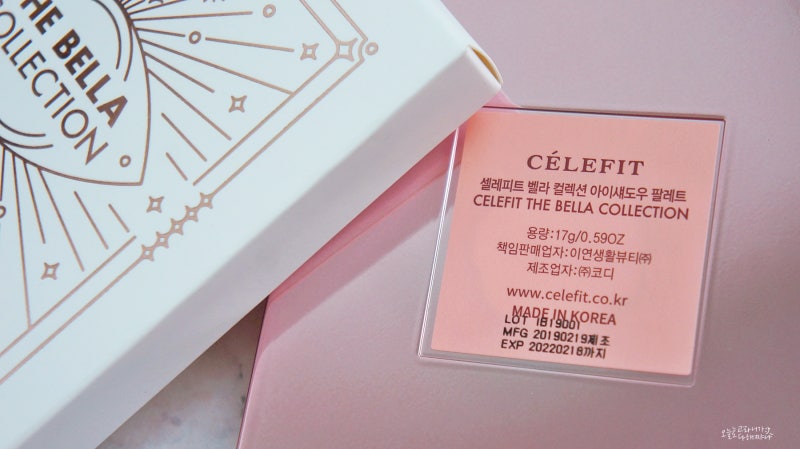 THE BELLA
COLLECTION
CÉLEFIT
셀레피트 벨라 컬렉션 아이섀도우 팔레트
CELEFIT THE BELLA COLLECTION
용량:17g/0.59OZ
책임판매업자:이연생활뷰티㈜
제조업자:㈜코디
www.celefit.co.kr
MADE IN KOREA
LOT IB19001
MFG 20190219제조
EXP 20220218까지